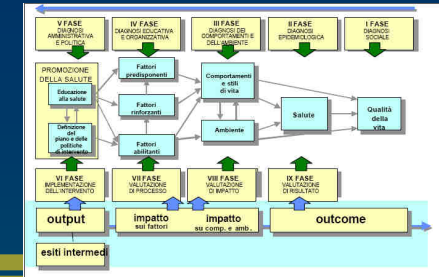 V FASE
DIAGNOSI
AMMINISTRATIVA
E POLITICA
IV FASE
DIAGNOSI EDUCATIVA
E ORGANIZZATIVA
III FASE
DIAGNOSI DEI
COMPORTAMENTI E
DELL'AMBIENTE
II FASE
DIAGNOSI
EPIDEMIOLOGICA
I FASE
DIAGNOSI
SOCIALE
PROMOZIONE
DELLA SALUTE
Educazione
alla salute
Definizione
del
piano e delle
politiche
di intervento
Fattori
predisponenti
Fattori
rinforzanti
Fattori
abilitanti
Comportamenti
e stili
di vita
Ambiente
Salute
Qualità
della
vita
VI FASE
IMPLEMENTAZIONE
DELL'INTERVENTO
VII FASE
VALUTAZIONE
DI PROCESSO
VIII FASE
VALUTAZIONE
DI IMPATTO
IX FASE
VALUTAZIONE
DI RISULTATO
output
impatto
sui fattori
impatto
su comp. e amb.
outcome
esiti intermedi